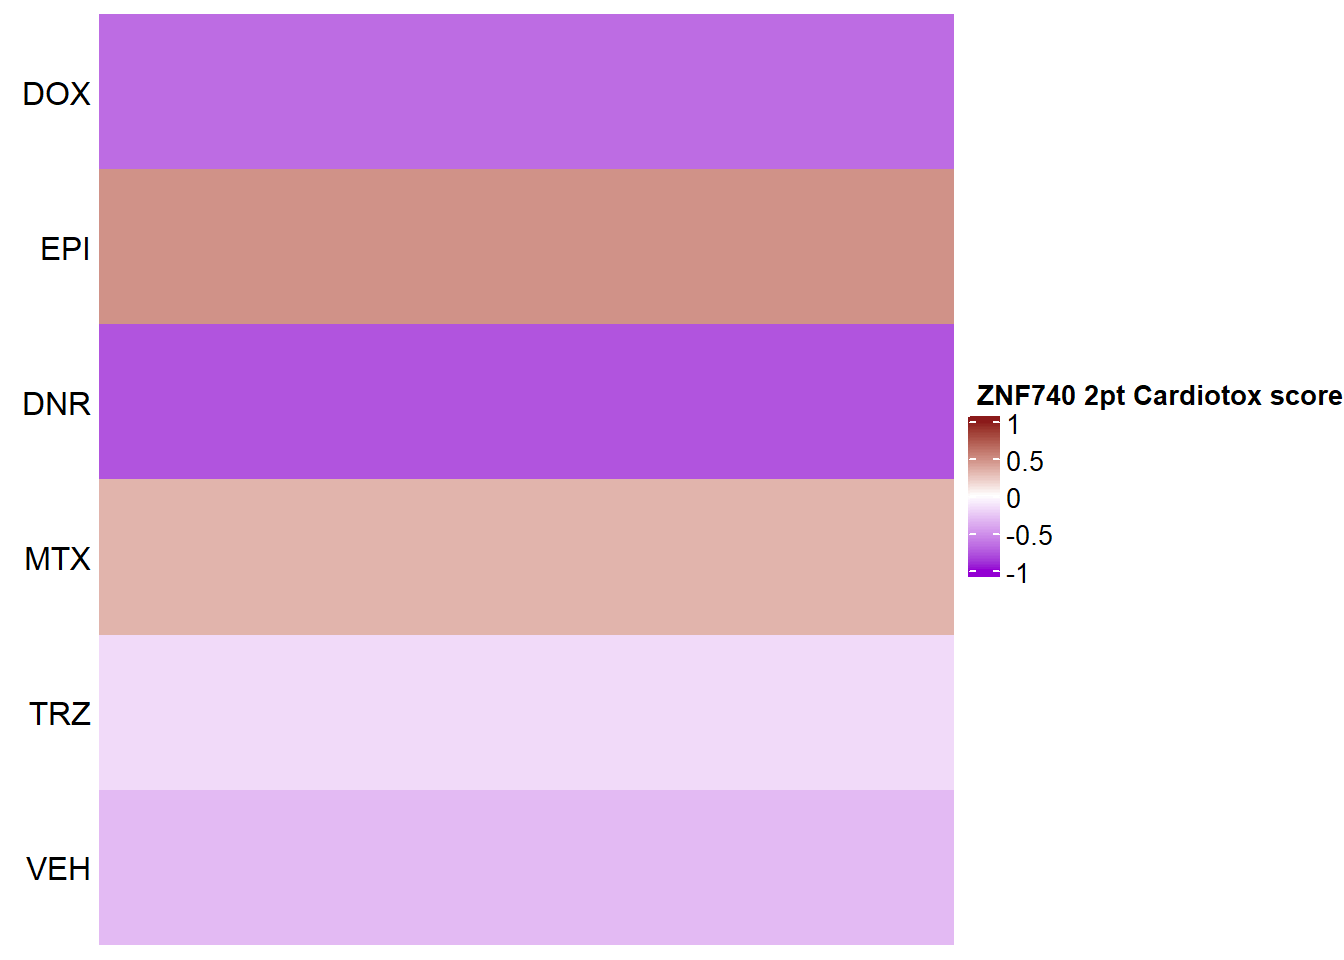 DOX
EPI
DNR
MTX
TRZ
VEH
ZNF740 2pt Cardiotox score
1
0.5
0
-0.5
-1